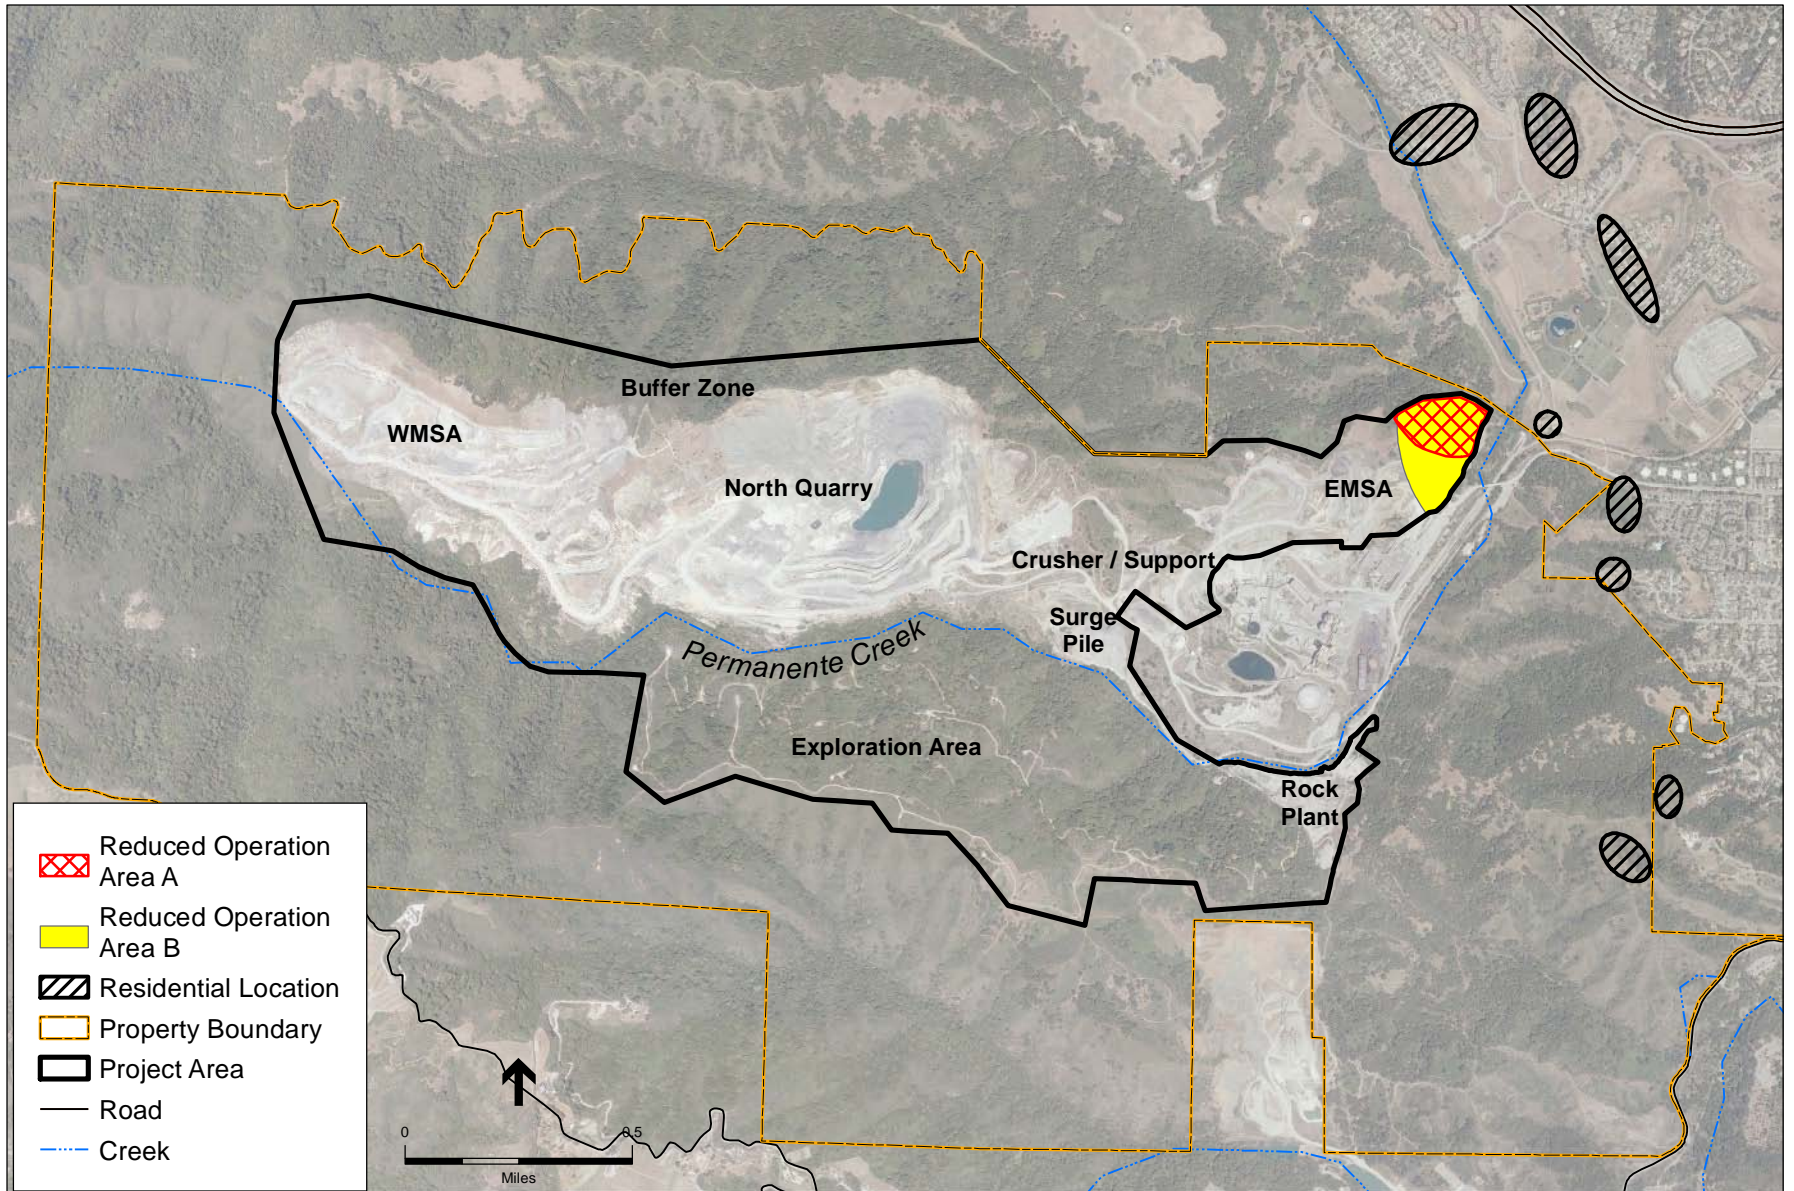 Buffer Zone
WMSA
North Quarry
EMSA
Crusher / Support
Surge
Pile
Permanente Creek
Exploration Area
Rock
Plant
Reduced Operation
Area A
Reduced Operation
Area B
Residential Location
Property Boundary
Project Area
Road
Creek
0 0.5
Miles